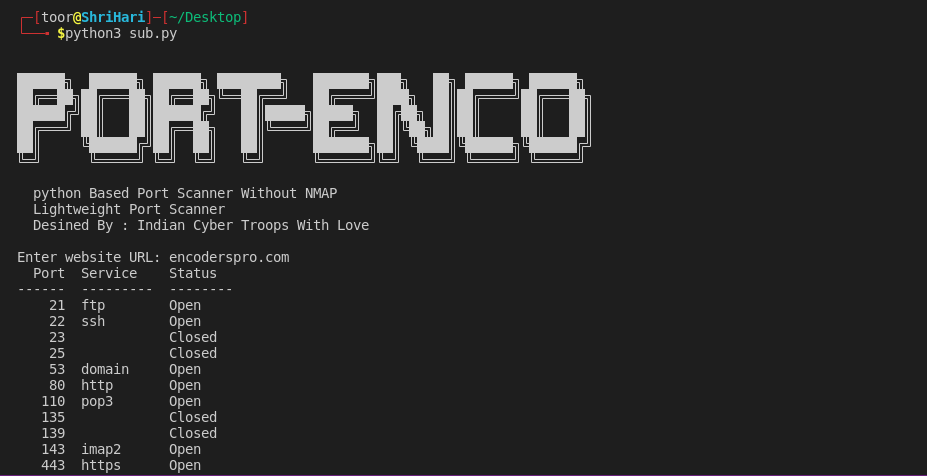 [toor@ShriHari]-[~/Desktop]
$python3 sub.py
PORT-ENCO
python Based Port Scanner Without NMAP
Lightweight Port Scanner
Desined By : Indian Cyber Troops With Love
Enter website URL: encoderspro.com
Port Service Status
------ --------- --------
21 ftp Open
22 ssh Open
23 Closed
25 Closed
53 domain Open
80 http Open
110 pop3 Open
135 Closed
139 Closed
143 imap2 Open
443 https Open